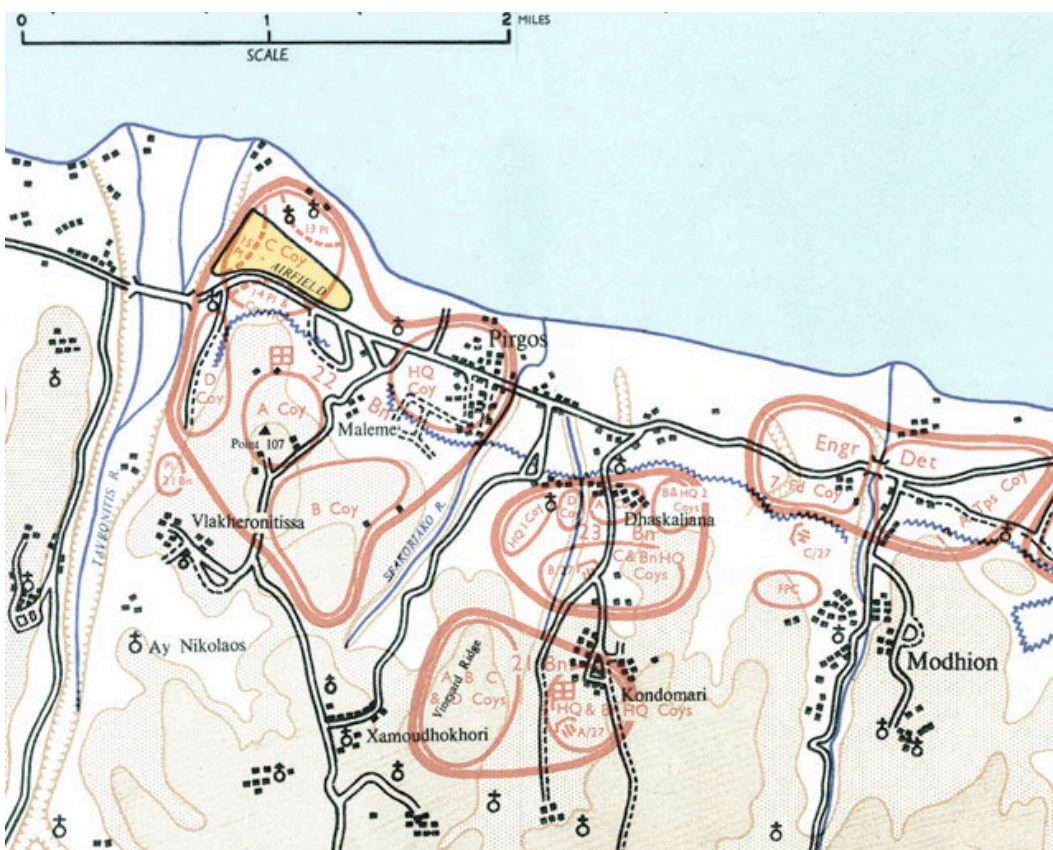 0 1 2 MILES
SCALE
13 Pl
15 Pl
C Coy
AIRFIELD
14 Pl &
Pirgos
22
Bn
HQ
Coy
D
Coy
A Coy
Maleme
Point 107
Pl
21 Bn
B Coy
Vlakheronitissa
TAVRONITIS R.
SFAKORIAKO R.
Ay Nikolaos
Xamoudhokhori
HQ 1 Coy
D
Coy
A
B & HQ 2
Coys
Dhaskaliana
23 Bn
B/27
C & Bn HQ
Coys
Engr Det
7 Fd Coy
A Tps Coy
C/27
FPC
Modhion
21 Bn
A B C
& D Coys
Vineyard Ridge
HQ & B HQ Coys
A/27
Kondomari